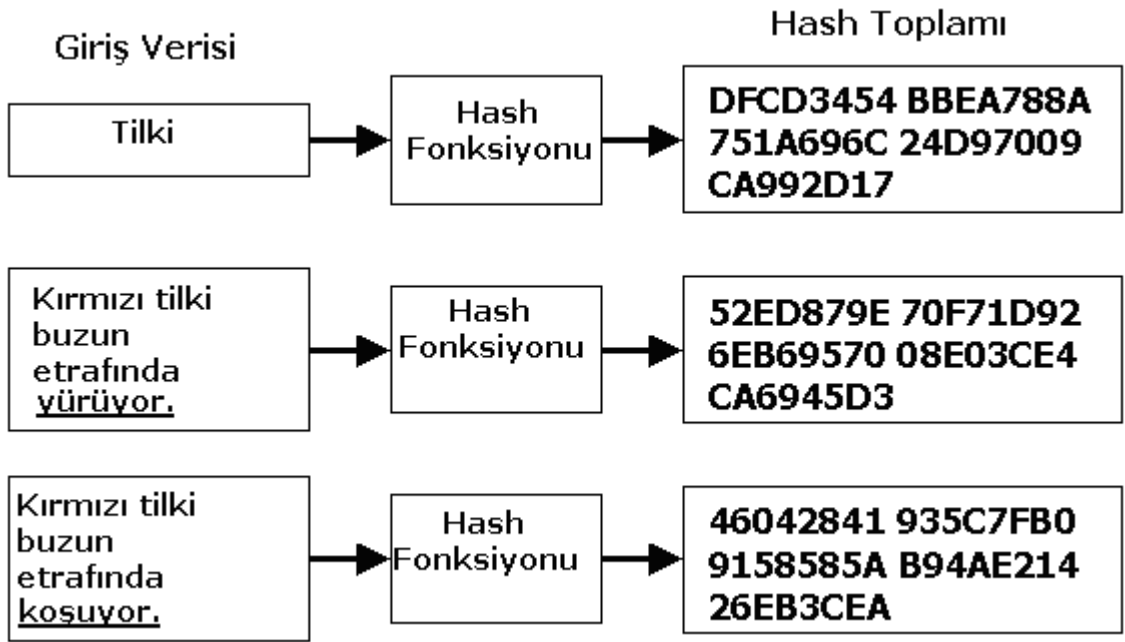 Giriş Verisi
Hash Toplamı
Tilki
Hash
Fonksiyonu
DFCD3454 BBEA788A
751A696C 24D97009
CA992D17
Kırmızı tilki
buzun
etrafında
yürüyor.
Hash
Fonksiyonu
52ED879E 70F71D92
6EB69570 08E03CE4
CA6945D3
Kırmızı tilki
buzun
etrafında
koşuyor.
Hash
Fonksiyonu
46042841 935C7FB0
9158585A B94AE214
26EB3CEA